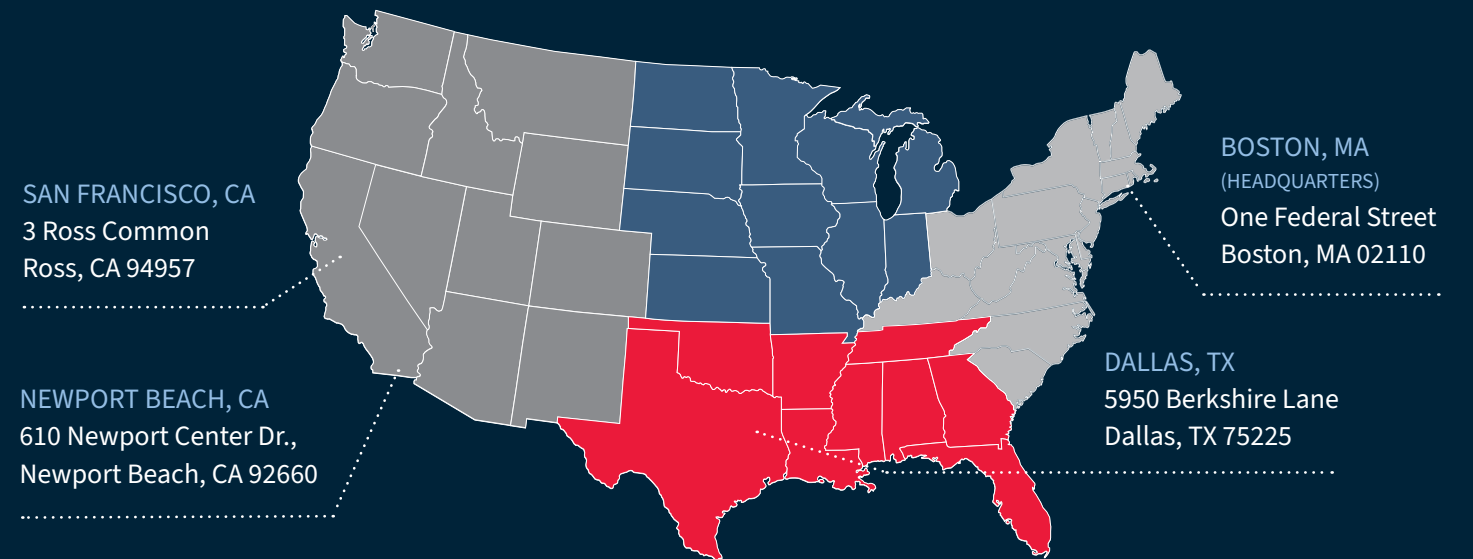 SAN FRANCISCO, CA
3 Ross Common
Ross, CA 94957
NEWPORT BEACH, CA
610 Newport Center Dr.,
Newport Beach, CA 92660
BOSTON, MA
(HEADQUARTERS)
One Federal Street
Boston, MA 02110
DALLAS, TX
5950 Berkshire Lane
Dallas, TX 75225